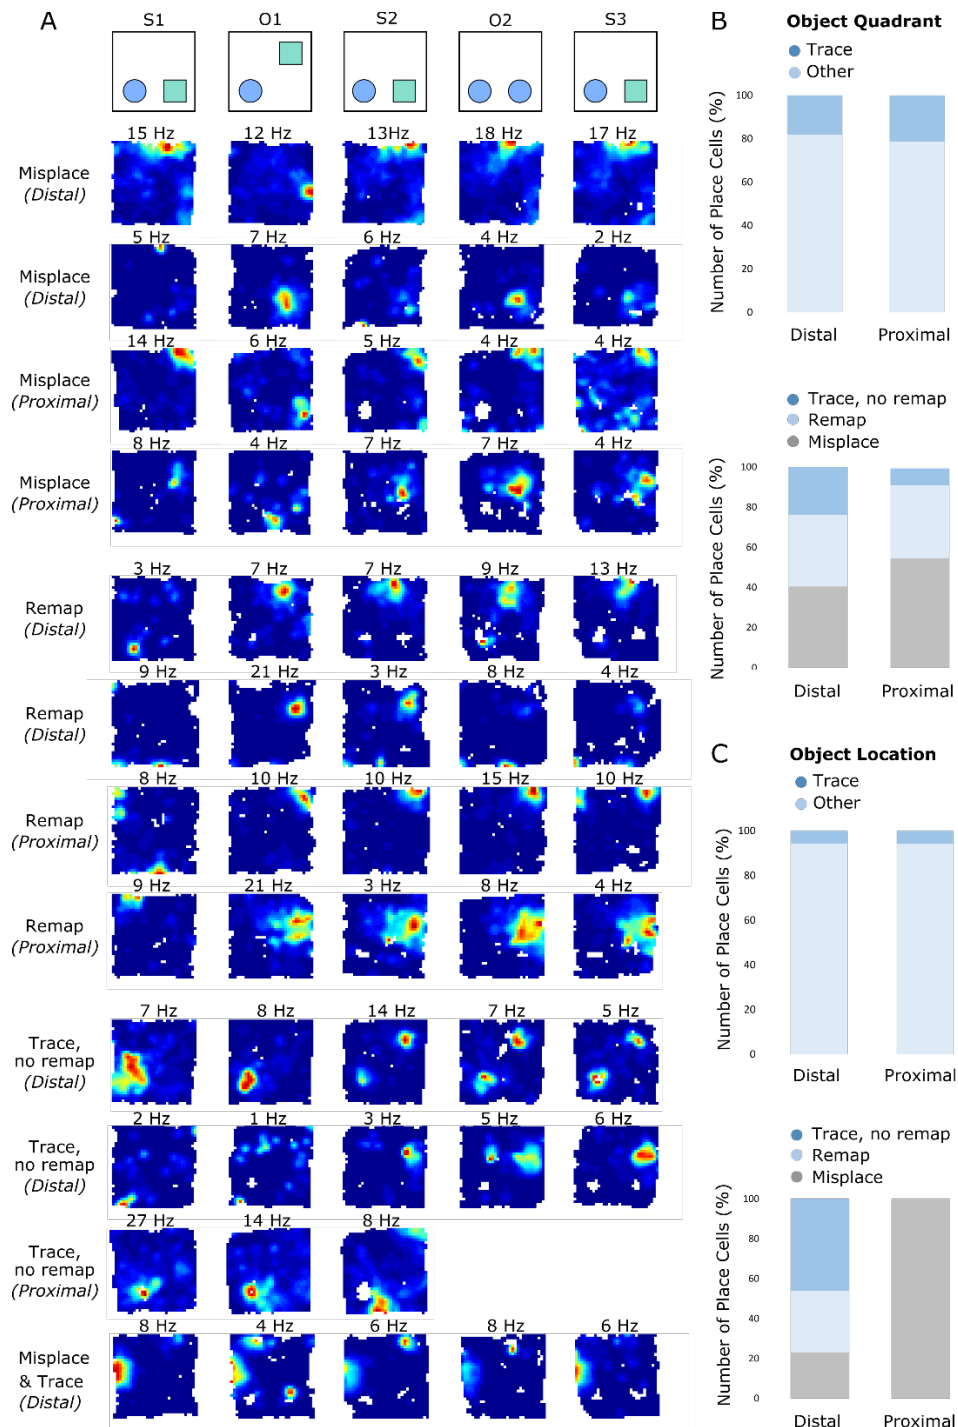 A
S1 O1 S2 O2 S3
15 Hz 12 Hz 13Hz 18 Hz 17 Hz
Misplace
(Distal)
5 Hz 7 Hz 6 Hz 4 Hz 2 Hz
Misplace
(Distal)
14 Hz 6 Hz 5 Hz 4 Hz 4 Hz
Misplace
(Proximal)
8 Hz 4 Hz 7 Hz 7 Hz 4 Hz
Misplace
(Proximal)
3 Hz 7 Hz 7 Hz 9 Hz 13 Hz
Remap
(Distal)
9 Hz 21 Hz 3 Hz 8 Hz 4 Hz
Remap
(Distal)
8 Hz 10 Hz 10 Hz 15 Hz 10 Hz
Remap
(Proximal)
9 Hz 21 Hz 3 Hz 8 Hz 4 Hz
Remap
(Proximal)
7 Hz 8 Hz 14 Hz 7 Hz 5 Hz
Trace,
no remap
(Distal)
2 Hz 1 Hz 3 Hz 5 Hz 6 Hz
Trace,
no remap
(Distal)
27 Hz 14 Hz 8 Hz
Trace,
no remap
(Proximal)
8 Hz 4 Hz 6 Hz 8 Hz 6 Hz
Misplace
& Trace
(Distal)
B
Object Quadrant
Trace
Other
Number of Place Cells (%)
100
80
60
40
20
0
Distal Proximal
Trace, no remap
Remap
Misplace
Number of Place Cells (%)
100
80
60
40
20
0
Distal Proximal
C
Object Location
Trace
Other
Number of Place Cells (%)
100
80
60
40
20
0
Distal Proximal
Trace, no remap
Remap
Misplace
Number of Place Cells (%)
100
80
60
40
20
0
Distal Proximal